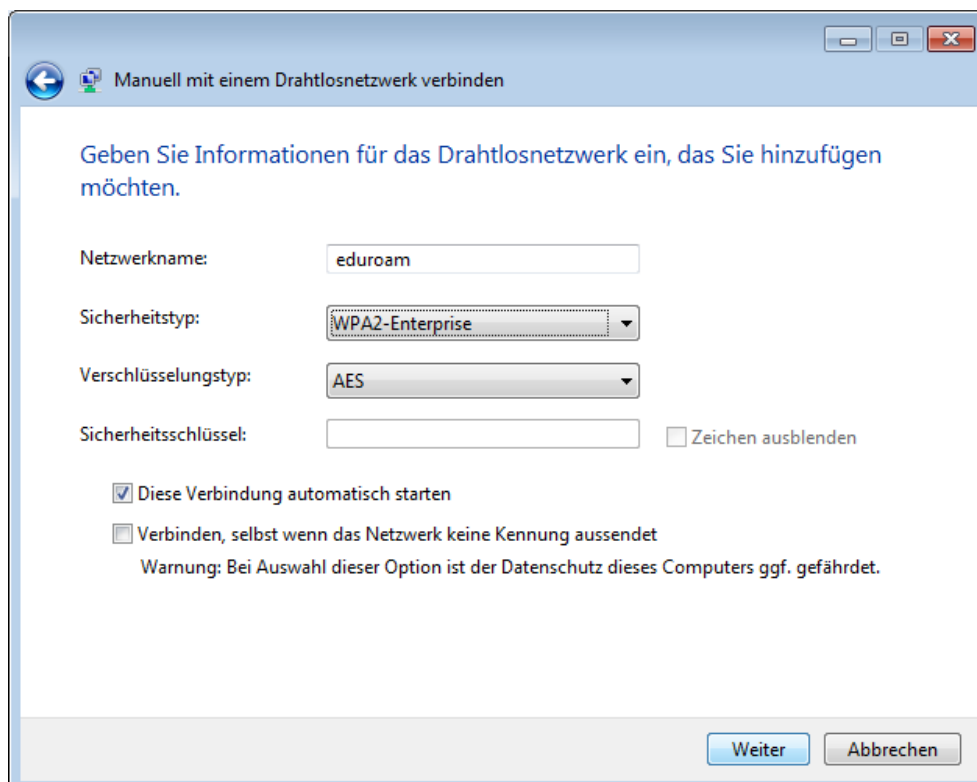 Manuell mit einem Drahtlosnetzwerk verbinden
Geben Sie Informationen für das Drahtlosnetzwerk ein, das Sie hinzufügen
möchten.
Netzwerkname: eduroam
Sicherheitstyp: WPA2-Enterprise
Verschlüsselungstyp: AES
Sicherheitsschlüssel: Zeichen ausblenden
Diese Verbindung automatisch starten
Verbinden, selbst wenn das Netzwerk keine Kennung aussendet
Warnung: Bei Auswahl dieser Option ist der Datenschutz dieses Computers ggf. gefährdet.
Weiter Abbrechen